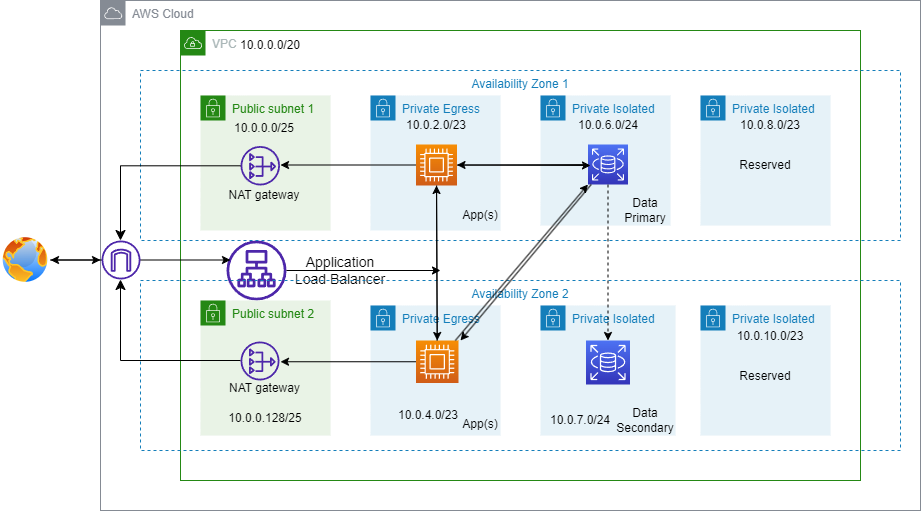 AWS Cloud
VPC 10.0.0.0/20
Availability Zone 1
Public subnet 1
10.0.0.0/25
NAT gateway
Private Egress
10.0.2.0/23
App(s)
Private Isolated
10.0.6.0/24
Data
Primary
Private Isolated
10.0.8.0/23
Reserved
Application
Load Balancer
Availability Zone 2
Public subnet 2
NAT gateway
10.0.0.128/25
Private Egress
10.0.4.0/23
App(s)
Private Isolated
10.0.7.0/24
Data
Secondary
Private Isolated
10.0.10.0/23
Reserved